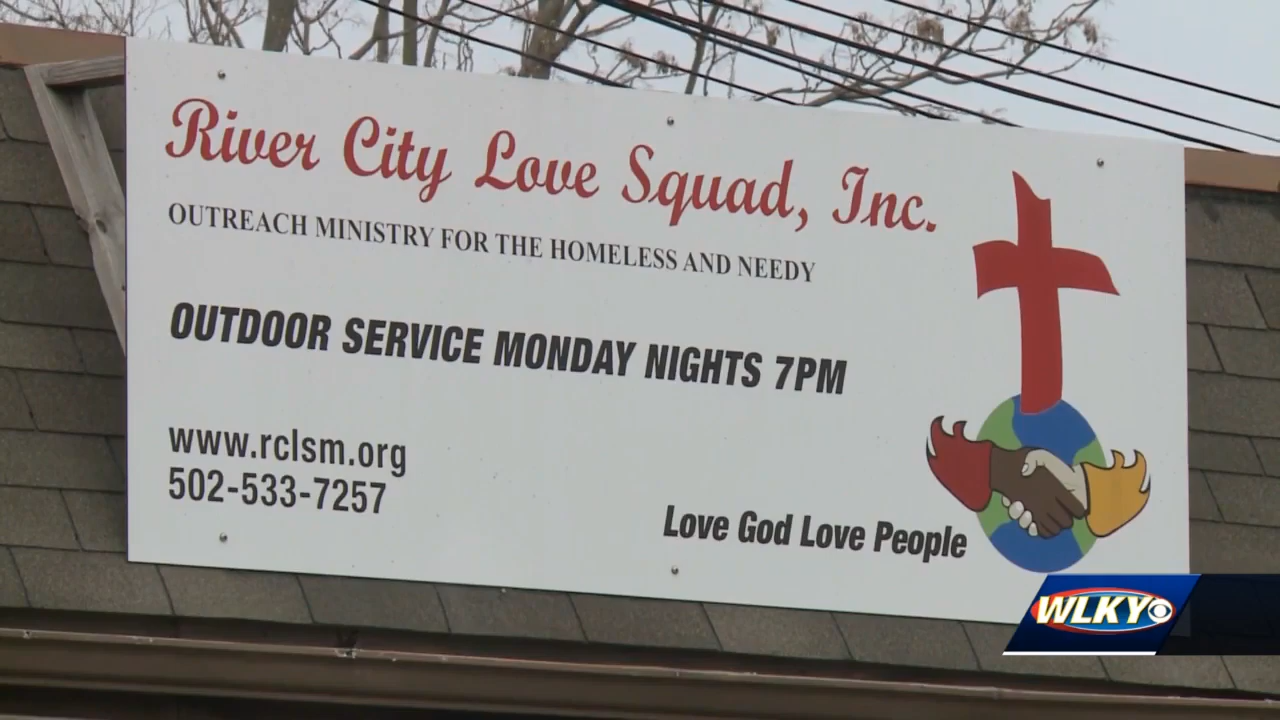 River City Love Squad, Inc.
OUTREACH MINISTRY FOR THE HOMELESS AND NEEDY
OUTDOOR SERVICE MONDAY NIGHTS 7PM
www.rclsm.org
502-533-7257
Love God Love People
WLKY